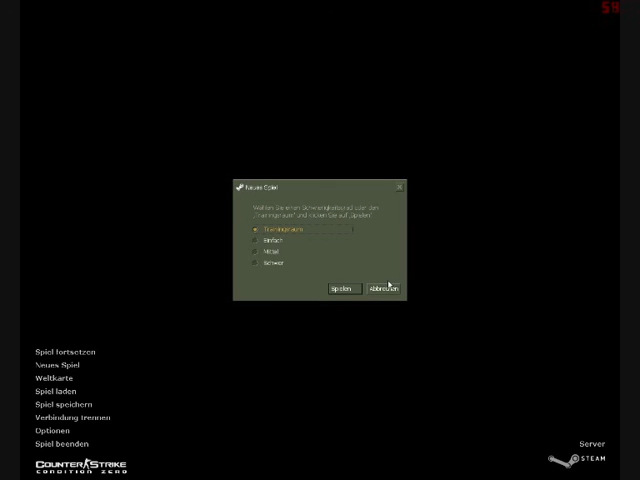 54
Neues Spiel
Wählen Sie einen Schwierigkeitsgrad oder den
„Trainingsraum" und klicken Sie auf „Spielen".
Trainingsraum
Einfach
Mittel
Schwer
Spielen
Abbrechen
Spiel fortsetzen
Neues Spiel
Weltkarte
Spiel laden
Spiel speichern
Verbindung trennen
Optionen
Spiel beenden
Server
COUNTER STRIKE
CONDITION ZERO
STEAM